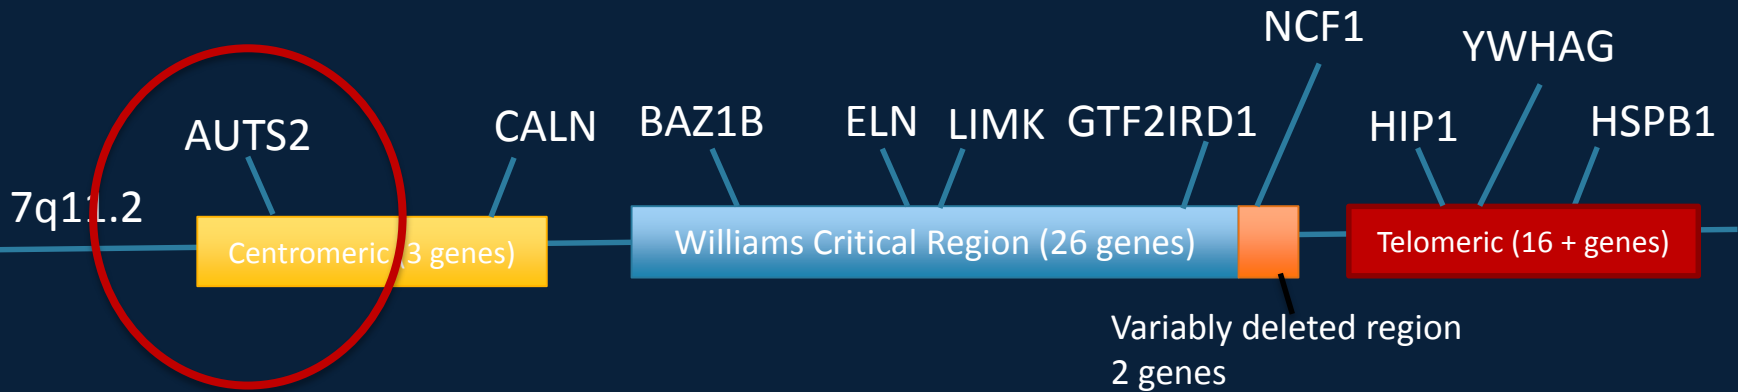 NCF1
YWHAG
AUTS2
CALN
BAZ1B
ELN
LIMK
GTF2IRD1
HIP1
HSPB1
7q11.2
Centromeric (3 genes)
Williams Critical Region (26 genes)
Telomeric (16 + genes)
Variably deleted region
2 genes